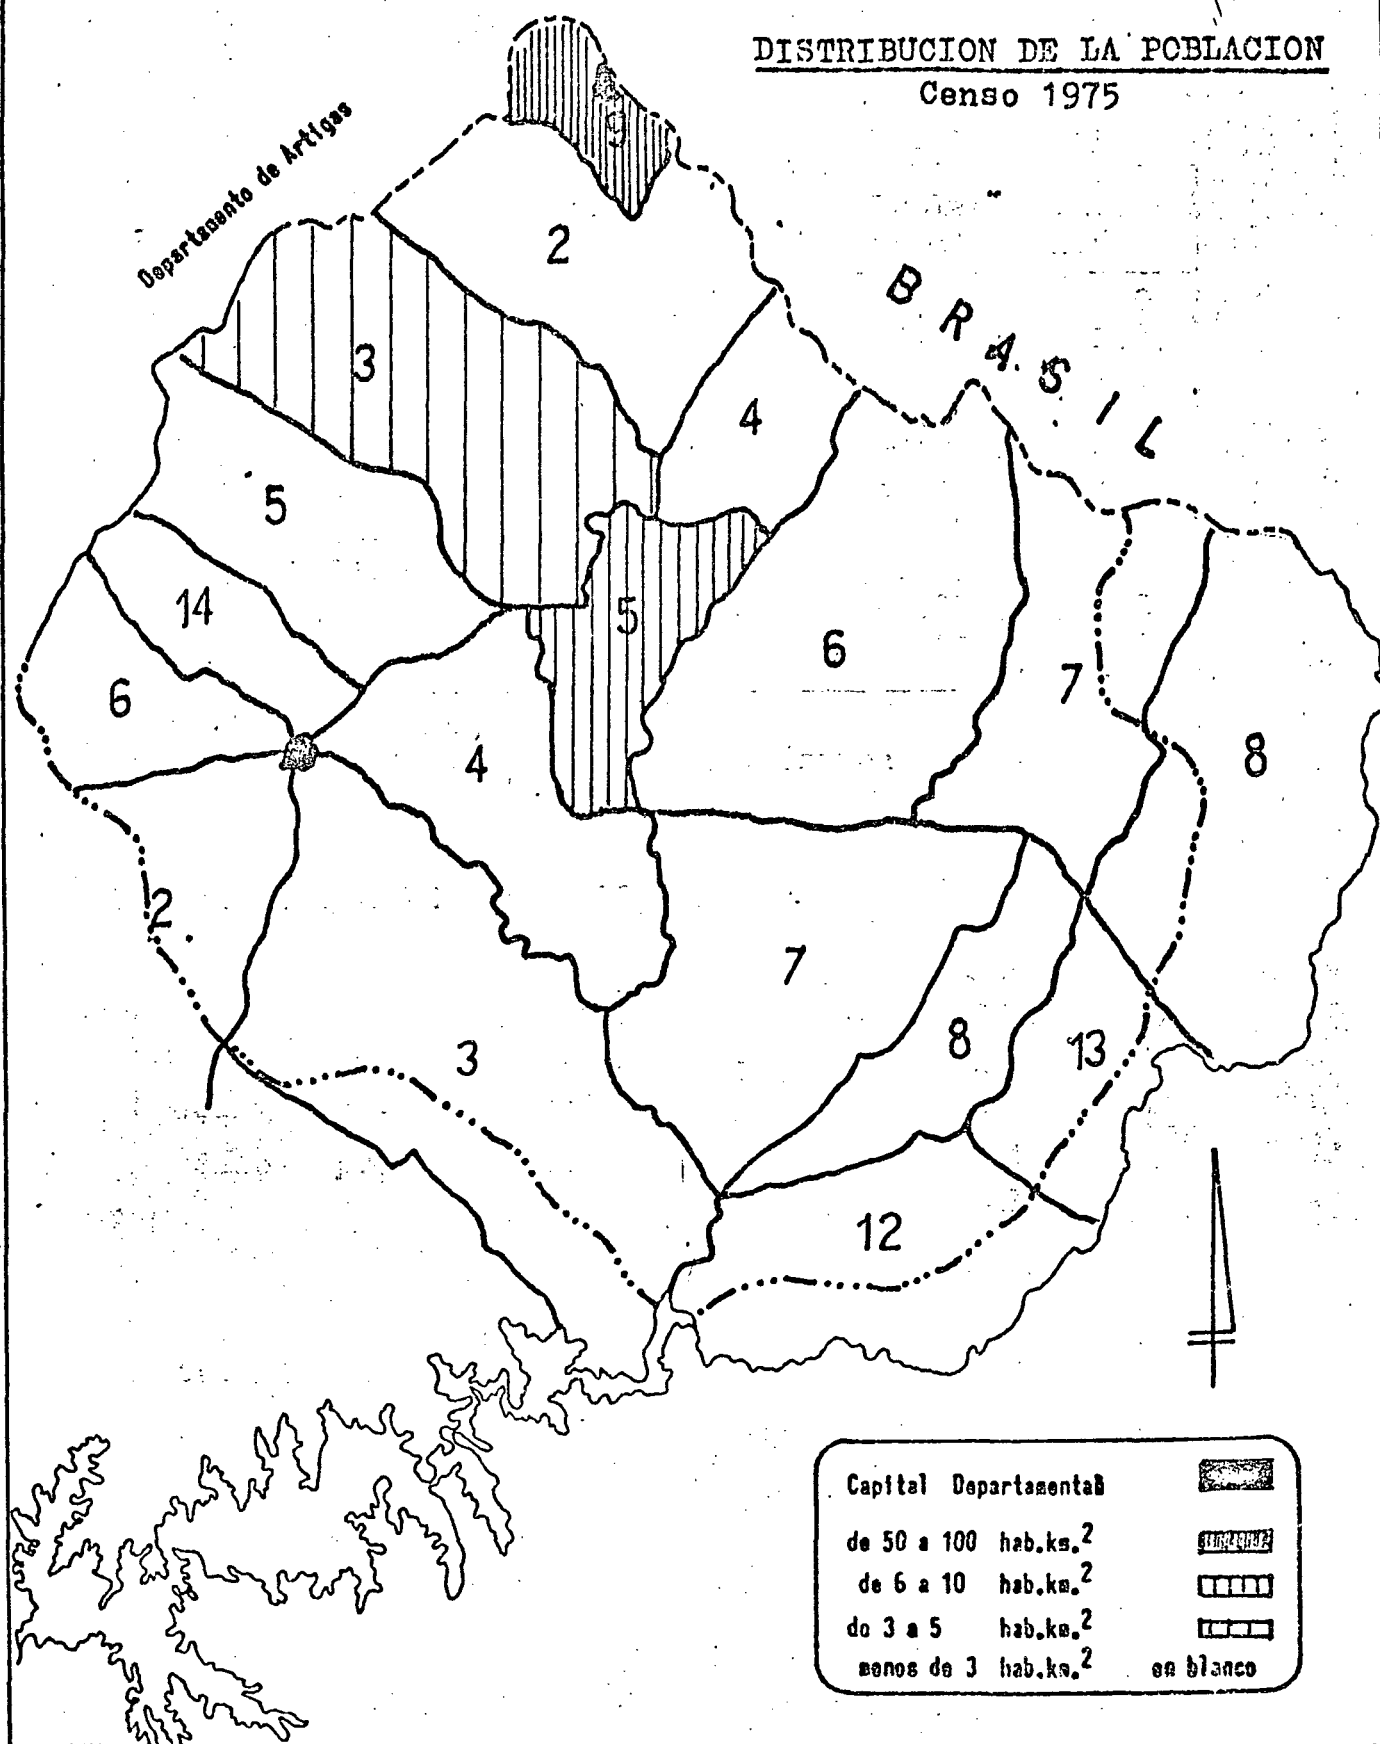 DISTRIBUCION DE LA POBLACION
Censo 1975
Departamento de Artigas
9
2
BRASIL
3
4
5
14
5
6
7
6
4
8
2
7
3
8
13
12
Capital Departamental
de 50 a 100 hab.km.²
de 6 a 10 hab.km.²
de 3 a 5 hab.km.²
menos de 3 hab.km.² en blanco